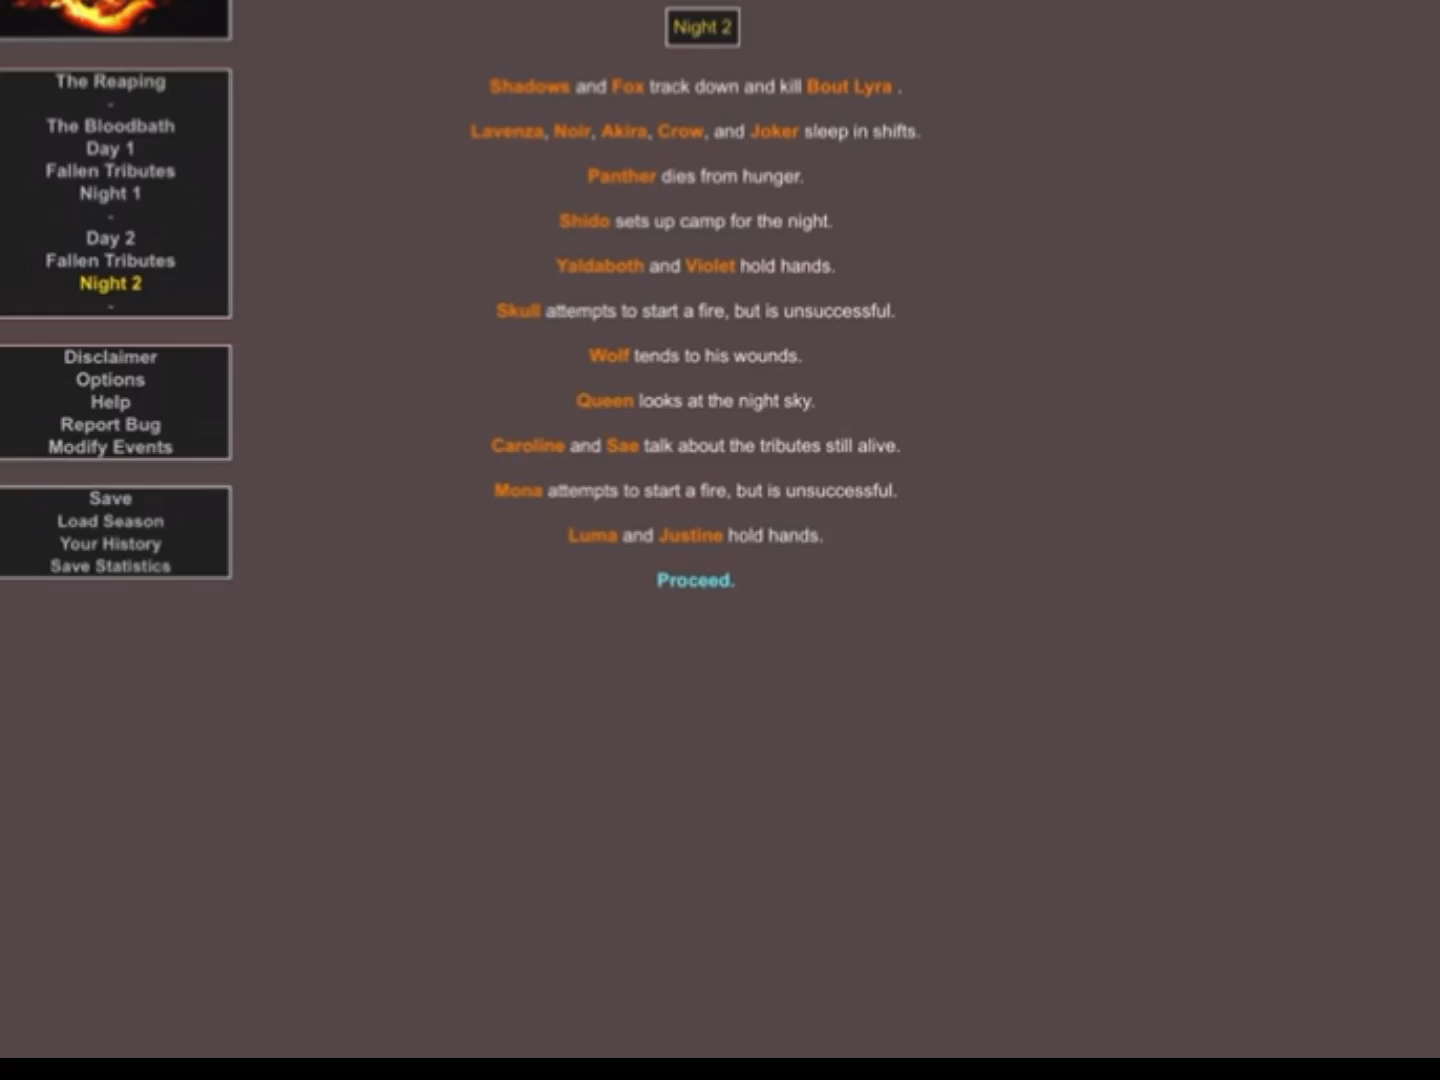 Night 2
Shadows and Fox track down and kill Bout Lyra .
Lavenza, Noir, Akira, Crow, and Joker sleep in shifts.
Panther dies from hunger.
Shido sets up camp for the night.
Yaldaboth and Violet hold hands.
Skull attempts to start a fire, but is unsuccessful.
Wolf tends to his wounds.
Queen looks at the night sky.
Caroline and Sae talk about the tributes still alive.
Mona attempts to start a fire, but is unsuccessful.
Luma and Justine hold hands.
Proceed.
The Reaping
-
The Bloodbath
Day 1
Fallen Tributes
Night 1
-
Day 2
Fallen Tributes
Night 2
-
Disclaimer
Options
Help
Report Bug
Modify Events
Save
Load Season
Your History
Save Statistics